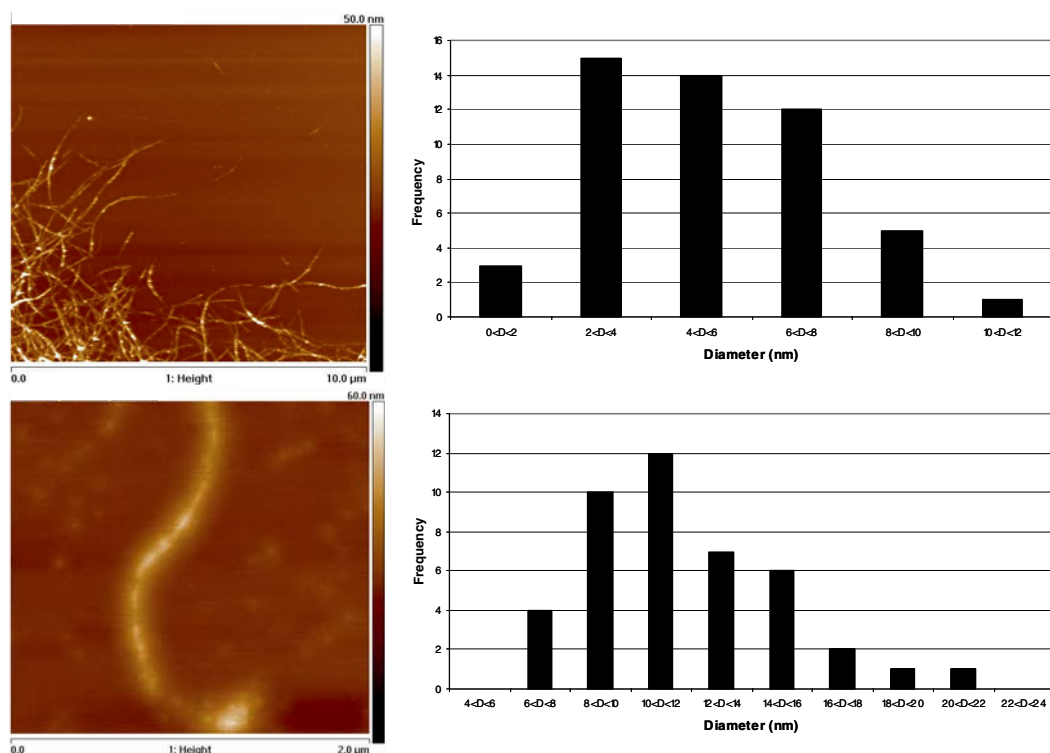 50.0 nm
0.0 1: Height 10.0 µm
16
14
12
10
8
6
4
2
0
Frequency
0<D<2 2<D<4 4<D<6 6<D<8 8<D<10 10<D<12
Diameter (nm)
60.0 nm
0.0 1: Height 2.0 µm
14
12
10
8
6
4
2
0
Frequency
4<D<6 6<D<8 8<D<10 10<D<12 12<D<14 14<D<16 16<D<18 18<D<20 20<D<22 22<D<24
Diameter (nm)